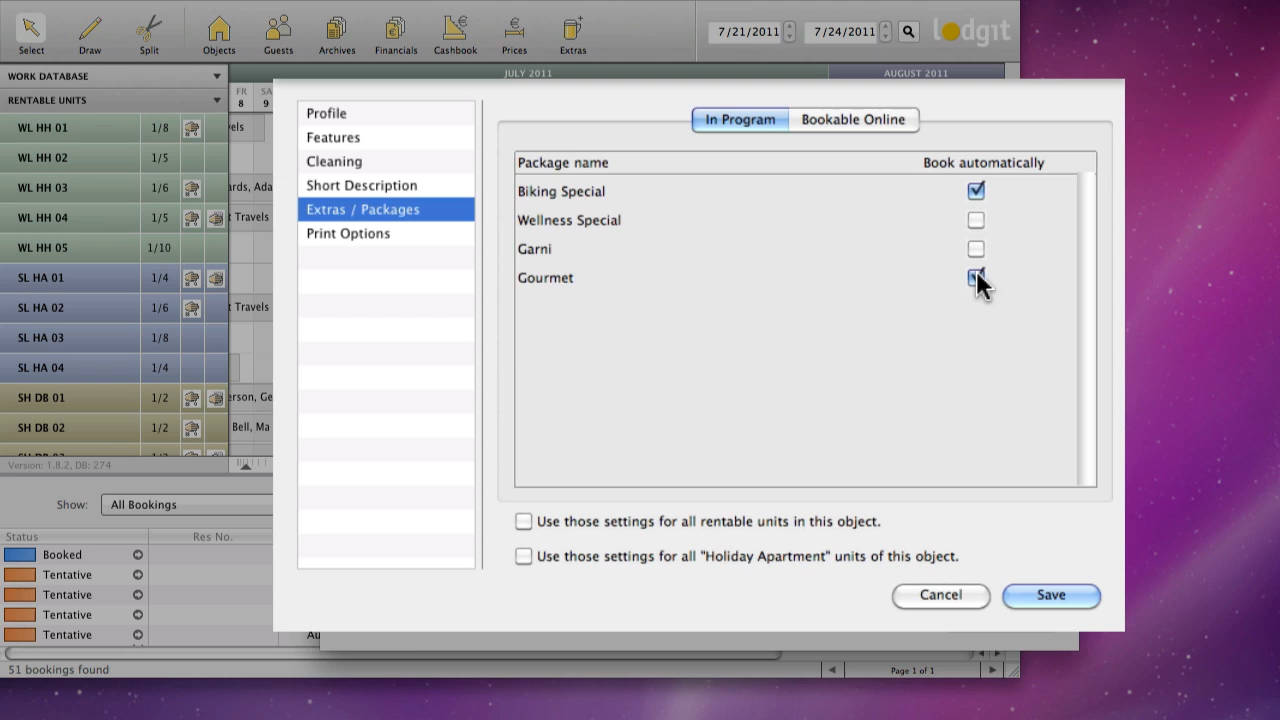 Select Draw Split Objects Guests Archives Financials Cashbook Prices Extras
7/21/2011 7/24/2011 lodgit
WORK DATABASE JULY 2011 AUGUST 2011
RENTABLE UNITS FR SA
8 9
WL HH 01 1/8
WL HH 02 1/5
WL HH 03 1/6 Ada
WL HH 04 1/5 Travels
WL HH 05 1/10
SL HA 01 1/4
SL HA 02 1/6 Travels
SL HA 03 1/8
SL HA 04 1/4
SH DB 01 1/2 Ge
SH DB 02 1/2 Bell, Ma
Version: 1.8.2, DB: 274
Show: All Bookings
Status Res No.
Booked
Tentative
Tentative
Tentative
Tentative Au
51 bookings found Page 1 of 1
Profile
Features
Cleaning
Short Description
Extras / Packages
Print Options
In Program Bookable Online
Package name Book automatically
Biking Special
Wellness Special
Garni
Gourmet
Use those settings for all rentable units in this object.
Use those settings for all "Holiday Apartment" units of this object.
Cancel Save